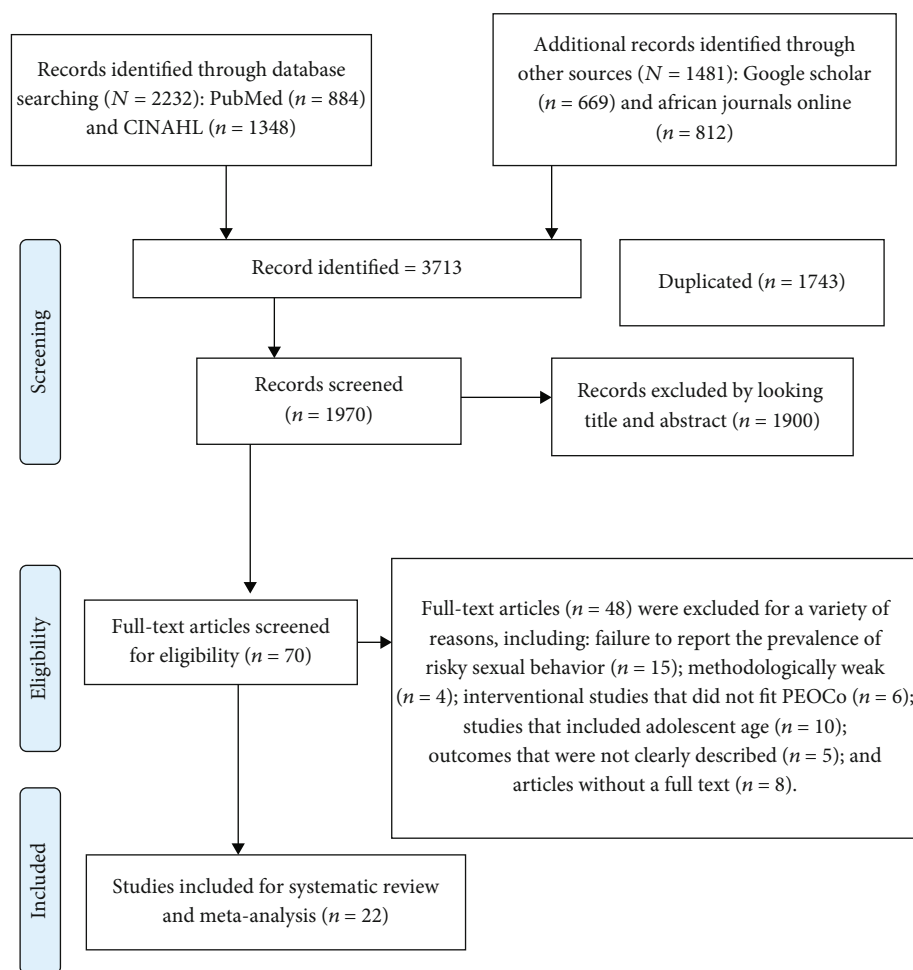 Records identified through database
searching (N = 2232): PubMed (n = 884)
and CINAHL (n = 1348)
Additional records identified through
other sources (N = 1481): Google scholar
(n = 669) and african journals online
(n = 812)
Screening
Record identified = 3713
Duplicated (n = 1743)
Records screened
(n = 1970)
Records excluded by looking
title and abstract (n = 1900)
Eligibility
Full-text articles screened
for eligibility (n = 70)
Full-text articles (n = 48) were excluded for a variety of
reasons, including: failure to report the prevalence of
risky sexual behavior (n = 15); methodologically weak
(n = 4); interventional studies that did not fit PEOCo (n = 6);
studies that included adolescent age (n = 10);
outcomes that were not clearly described (n = 5); and
articles without a full text (n = 8).
Included
Studies included for systematic review
and meta-analysis (n = 22)